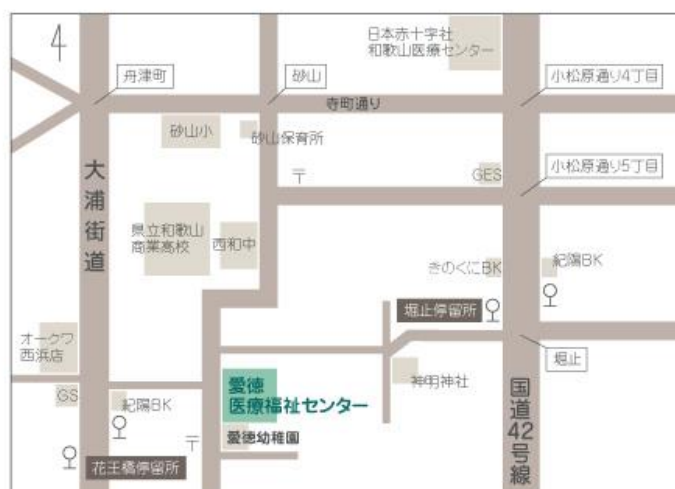 日本赤十字社
和歌山医療センター
舟津町
砂山
小松原通り4丁目
寺町通り
砂山小
砂山保育所
小松原通り5丁目
〒
GES
大浦街道
県立和歌山
商業高校
西和中
きのくにBK
紀陽BK
堀止停留所
オークワ
西浜店
堀止
神明神社
愛徳
医療福祉センター
GS
紀陽BK
国道42号線
愛徳幼稚園
〒
花王橋停留所